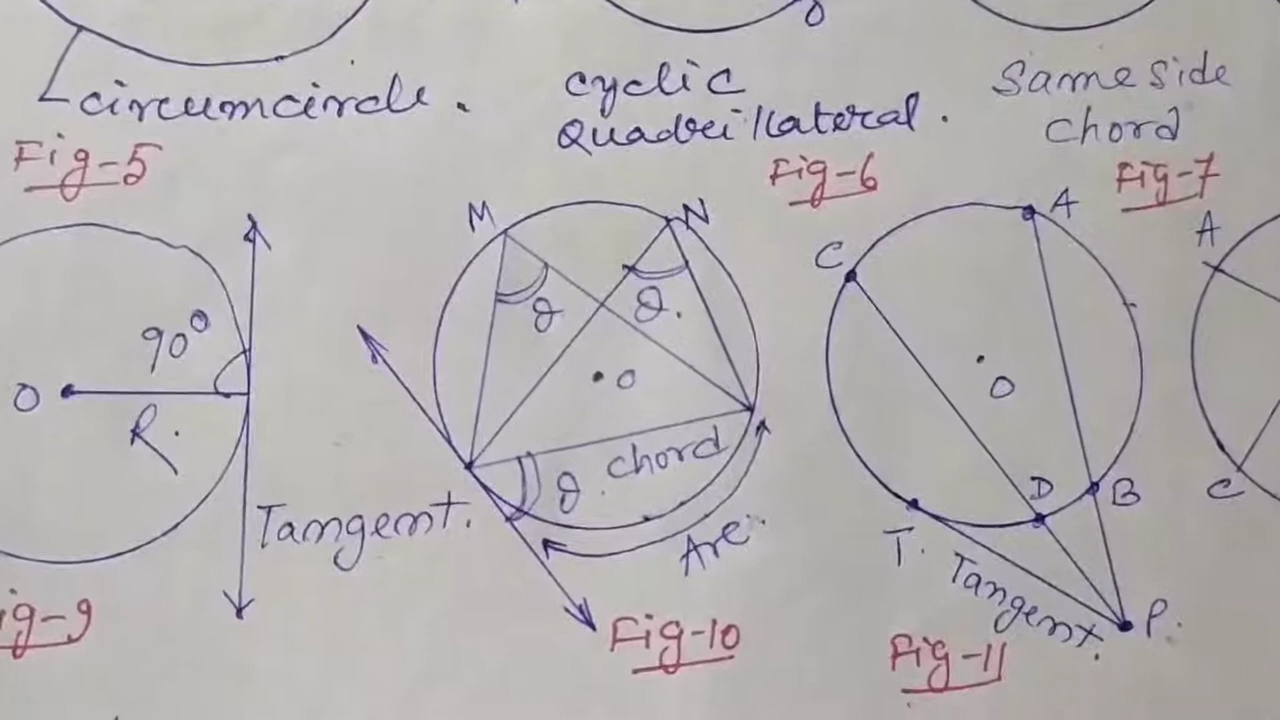 O
circumcircle.
cyclic
Quadrilateral.
Same side
chord
Fig-5
Fig-6
Fig-7
M
N
A
A
C
90°
θ
θ.
O
R.
O
O
chord
θ.
D
B
C
Tangent.
Arc.
T.
Tangent.
P.
ig-9
Fig-10
Fig-11